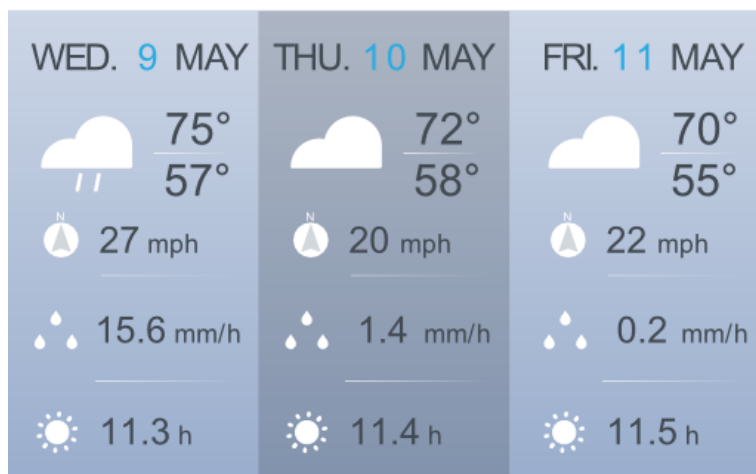 WED. 9 MAY
75°
57°
N
27 mph
15.6 mm/h
11.3 h
THU. 10 MAY
72°
58°
N
20 mph
1.4 mm/h
11.4 h
FRI. 11 MAY
70°
55°
N
22 mph
0.2 mm/h
11.5 h